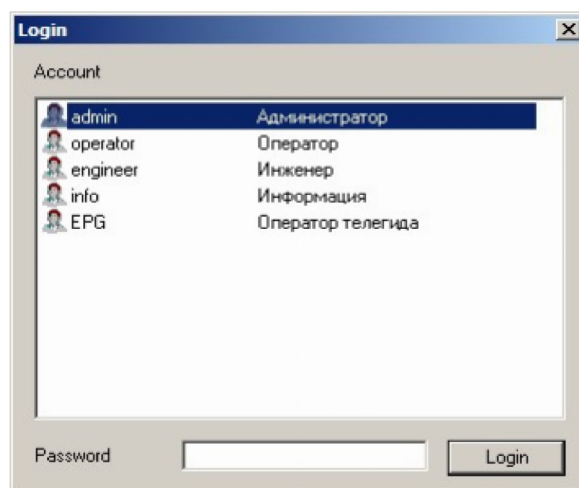 Login
Account
admin Администратор
operator Оператор
engineer Инженер
info Информация
EPG Оператор телегида
Password Login